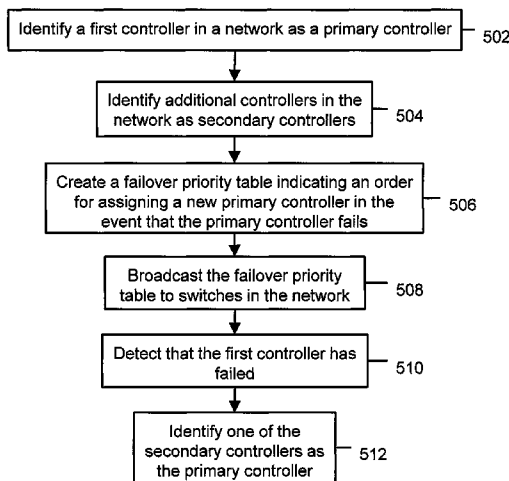 Identify a first controller in a network as a primary controller
502
Identify additional controllers in the
network as secondary controllers
504
Create a failover priority table indicating an order
for assigning a new primary controller in the
event that the primary controller fails
506
Broadcast the failover priority
table to switches in the network
508
Detect that the first controller has
failed
510
Identify one of the
secondary controllers as
the primary controller
512